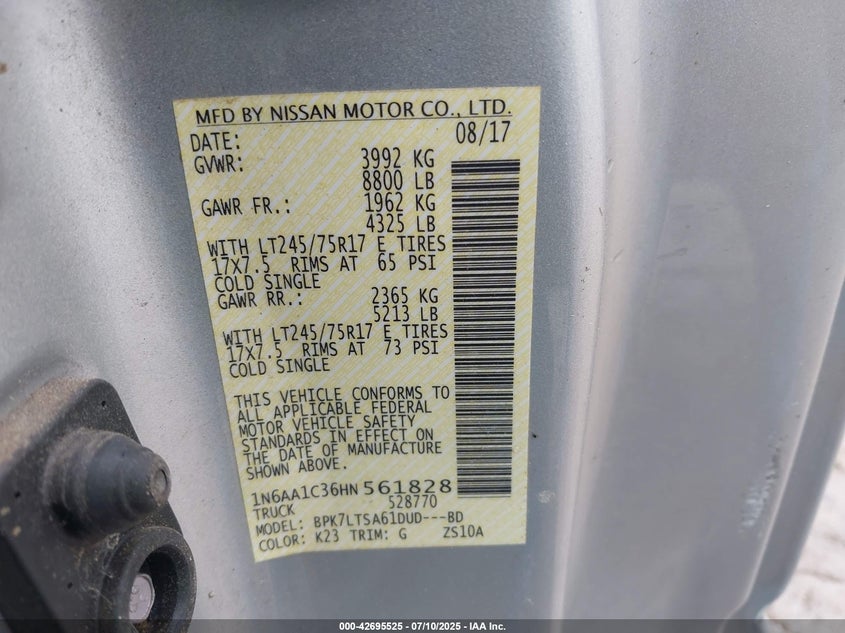 MFD BY NISSAN MOTOR CO., LTD.
DATE: 08/17
GVWR: 3992 KG
8800 LB
GAWR FR.: 1962 KG
4325 LB
WITH LT245/75R17 E TIRES
17X7.5 RIMS AT 65 PSI
COLD SINGLE
GAWR RR.: 2365 KG
5213 LB
WITH LT245/75R17 E TIRES
17X7.5 RIMS AT 73 PSI
COLD SINGLE
THIS VEHICLE CONFORMS TO
ALL APPLICABLE FEDERAL
MOTOR VEHICLE SAFETY
STANDARDS IN EFFECT ON
THE DATE OF MANUFACTURE
SHOWN ABOVE.
1N6AA1C36HN561828
TRUCK 528770
MODEL: BPK7LTSA61DUD---BD
COLOR: K23 TRIM: G ZS10A
000-42695525 - 07/10/2025 - IAA Inc.